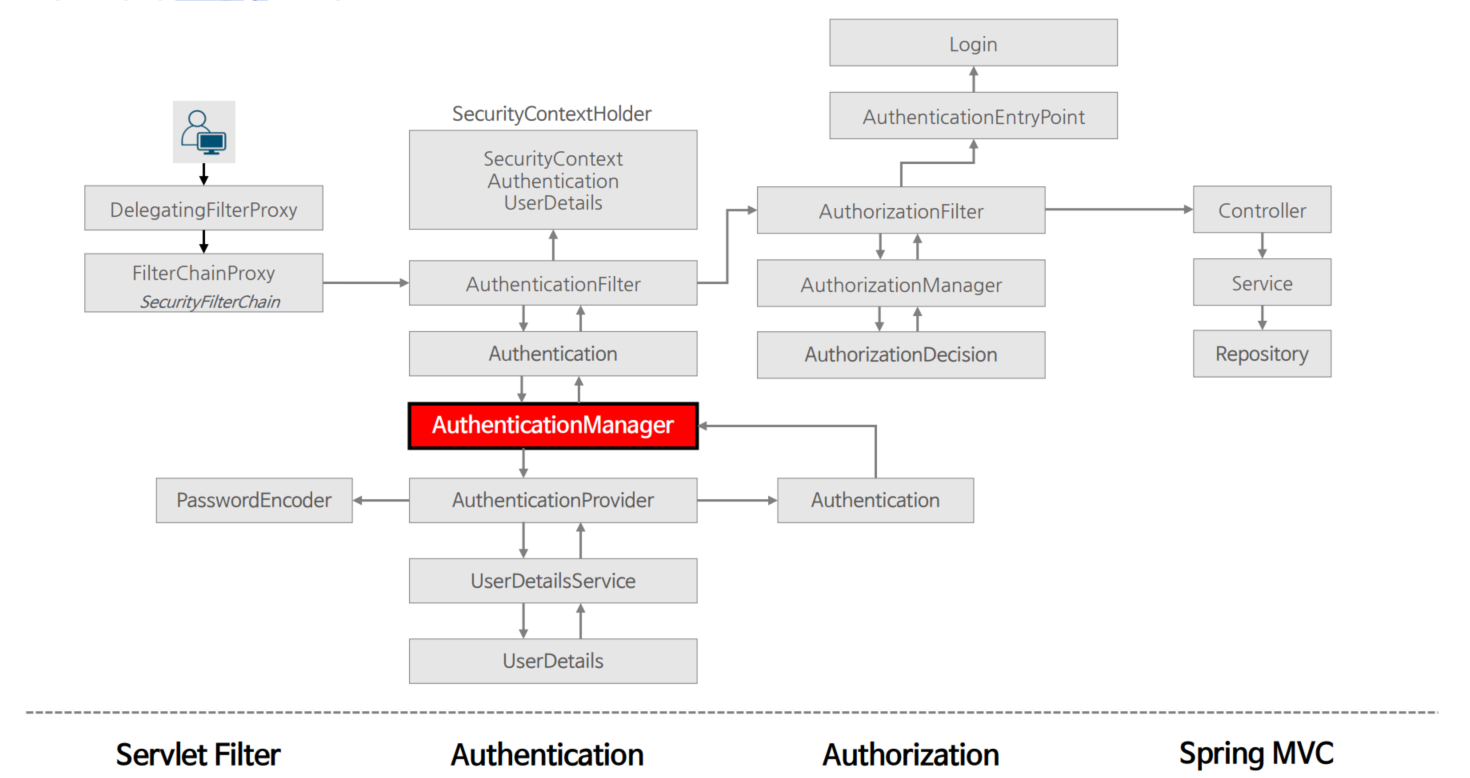 Login
AuthenticationEntryPoint
SecurityContextHolder
SecurityContext
Authentication
UserDetails
DelegatingFilterProxy
AuthorizationFilter
Controller
FilterChainProxy
SecurityFilterChain
AuthenticationFilter
AuthorizationManager
Service
Authentication
AuthorizationDecision
Repository
AuthenticationManager
PasswordEncoder
AuthenticationProvider
Authentication
UserDetailsService
UserDetails
Servlet Filter
Authentication
Authorization
Spring MVC